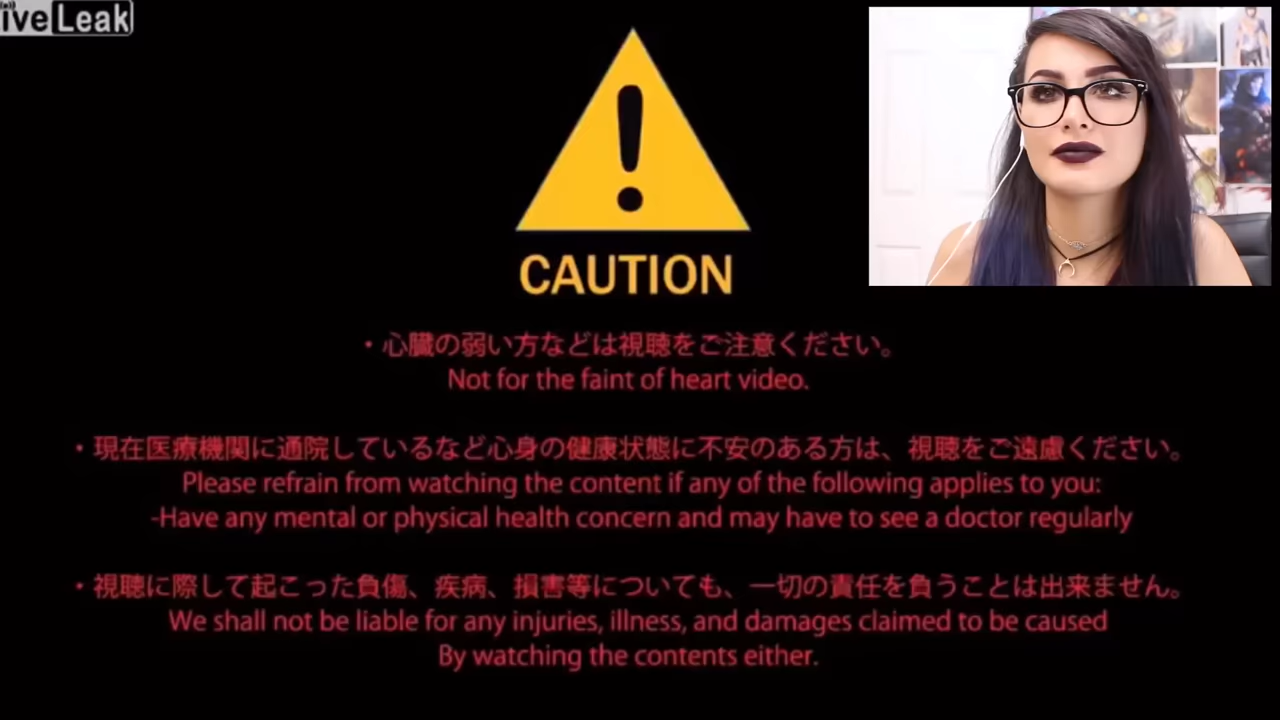 iveLeak
CAUTION
・心臓の弱い方などは視聴をご注意ください。
Not for the faint of heart video.
・現在医療機関に通院しているなど心身の健康状態に不安のある方は、視聴をご遠慮ください。
Please refrain from watching the content if any of the following applies to you:
-Have any mental or physical health concern and may have to see a doctor regularly
・視聴に際して起こった負傷、疾病、損害等についても、一切の責任を負うことは出来ません。
We shall not be liable for any injuries, illness, and damages claimed to be caused
By watching the contents either.